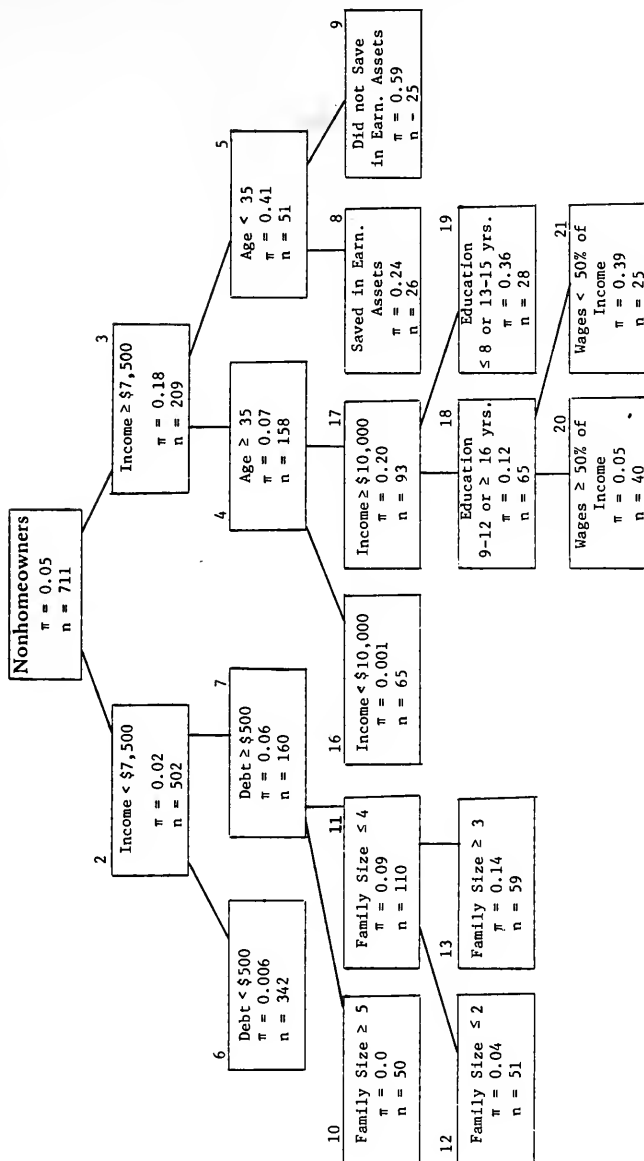 Nonhomeowners
π = 0.05
n = 711
2
Income < $7,500
π = 0.02
n = 502
3
Income ≥ $7,500
π = 0.18
n = 209
6
Debt < $500
π = 0.006
n = 342
7
Debt ≥ $500
π = 0.06
n = 160
4
Age ≥ 35
π = 0.07
n = 158
5
Age < 35
π = 0.41
n = 51
10
Family Size ≥ 5
π = 0.0
n = 50
11
Family Size ≤ 4
π = 0.09
n = 110
16
Income < $10,000
π = 0.001
n = 65
17
Income ≥ $10,000
π = 0.20
n = 93
8
Saved in Earn.
Assets
π = 0.24
n = 26
9
Did not Save
in Earn. Assets
π = 0.59
n - 25
12
Family Size ≤ 2
π = 0.04
n = 51
13
Family Size ≥ 3
π = 0.14
n = 59
18
Education
9-12 or ≥ 16 yrs.
π = 0.12
n = 65
19
Education
≤ 8 or 13-15 yrs.
π = 0.36
n = 28
20
Wages ≥ 50% of
Income
π = 0.05
n = 40
21
Wages < 50% of
Income
π = 0.39
n = 25